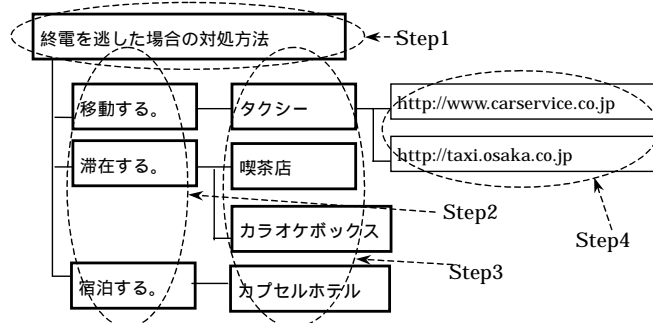 終電を逃した場合の対処方法
Step1
移動する。
タクシー
http://www.carservice.co.jp
http://taxi.osaka.co.jp
滞在する。
喫茶店
Step2
カラオケボックス
Step4
Step3
宿泊する。
カプセルホテル